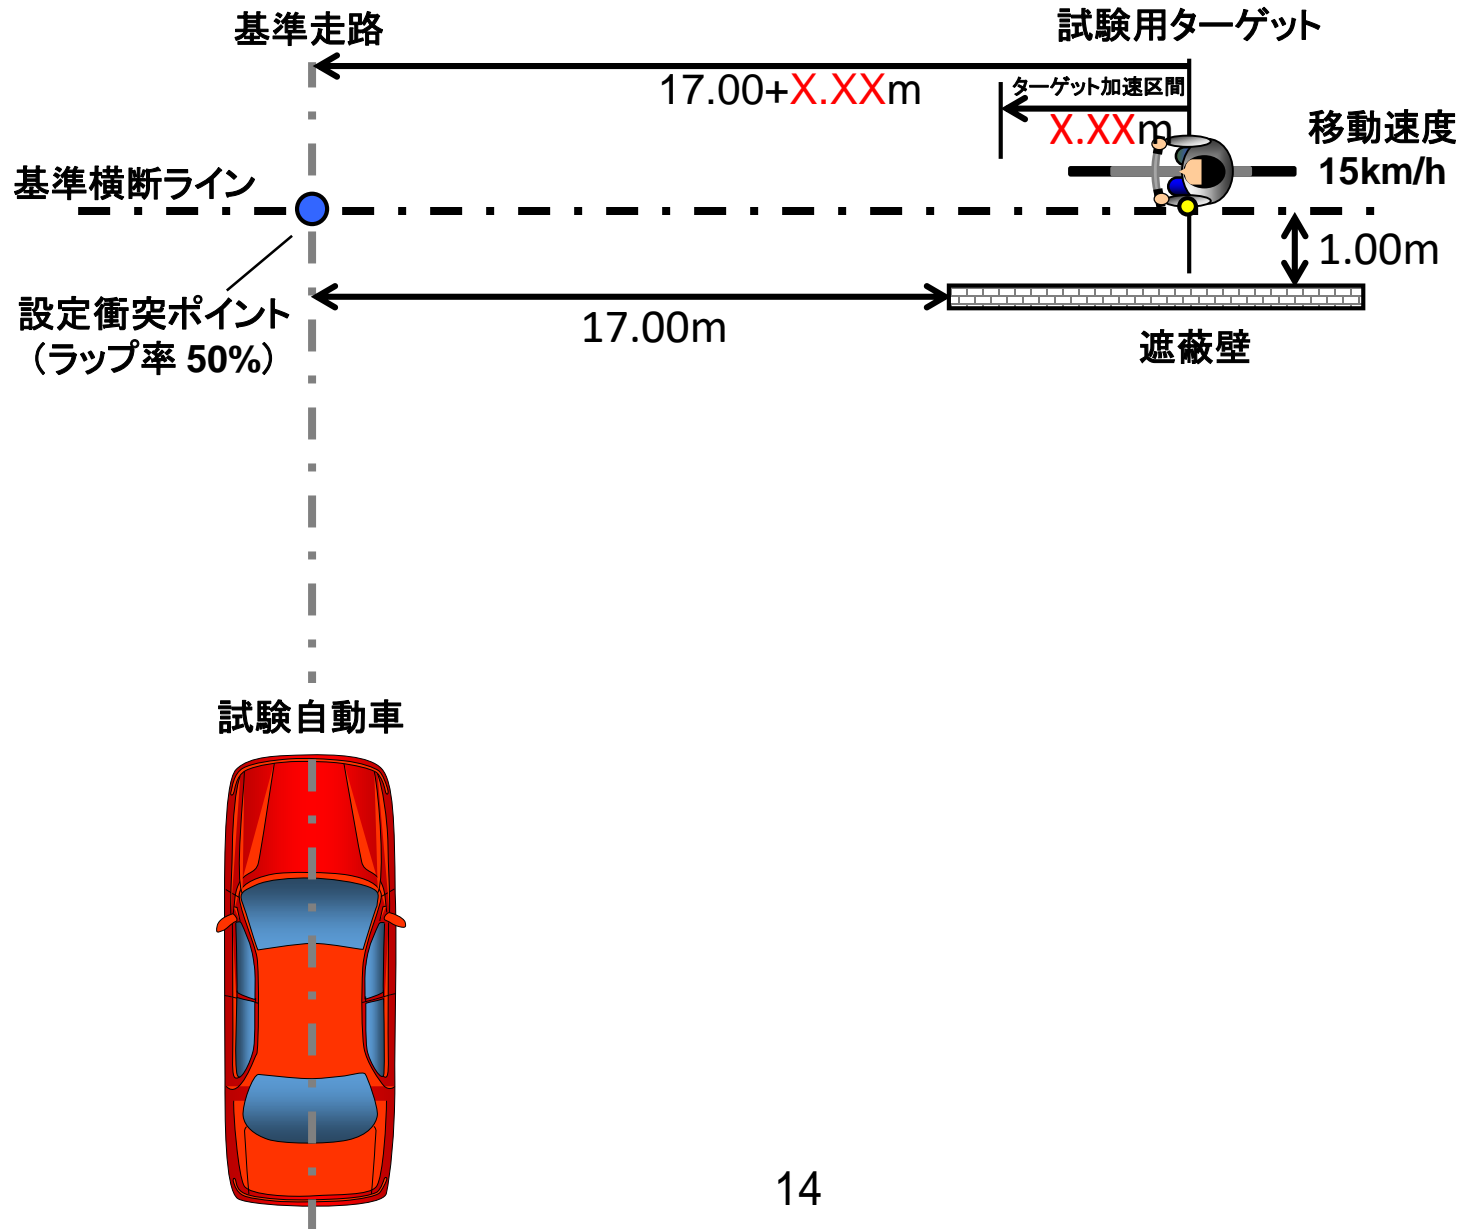 基準走路
試験用ターゲット
17.00+X.XXm
ターゲット加速区間
X.XXm
移動速度
15km/h
基準横断ライン
1.00m
設定衝突ポイント
（ラップ率 50%）
17.00m
遮蔽壁
試験自動車
14